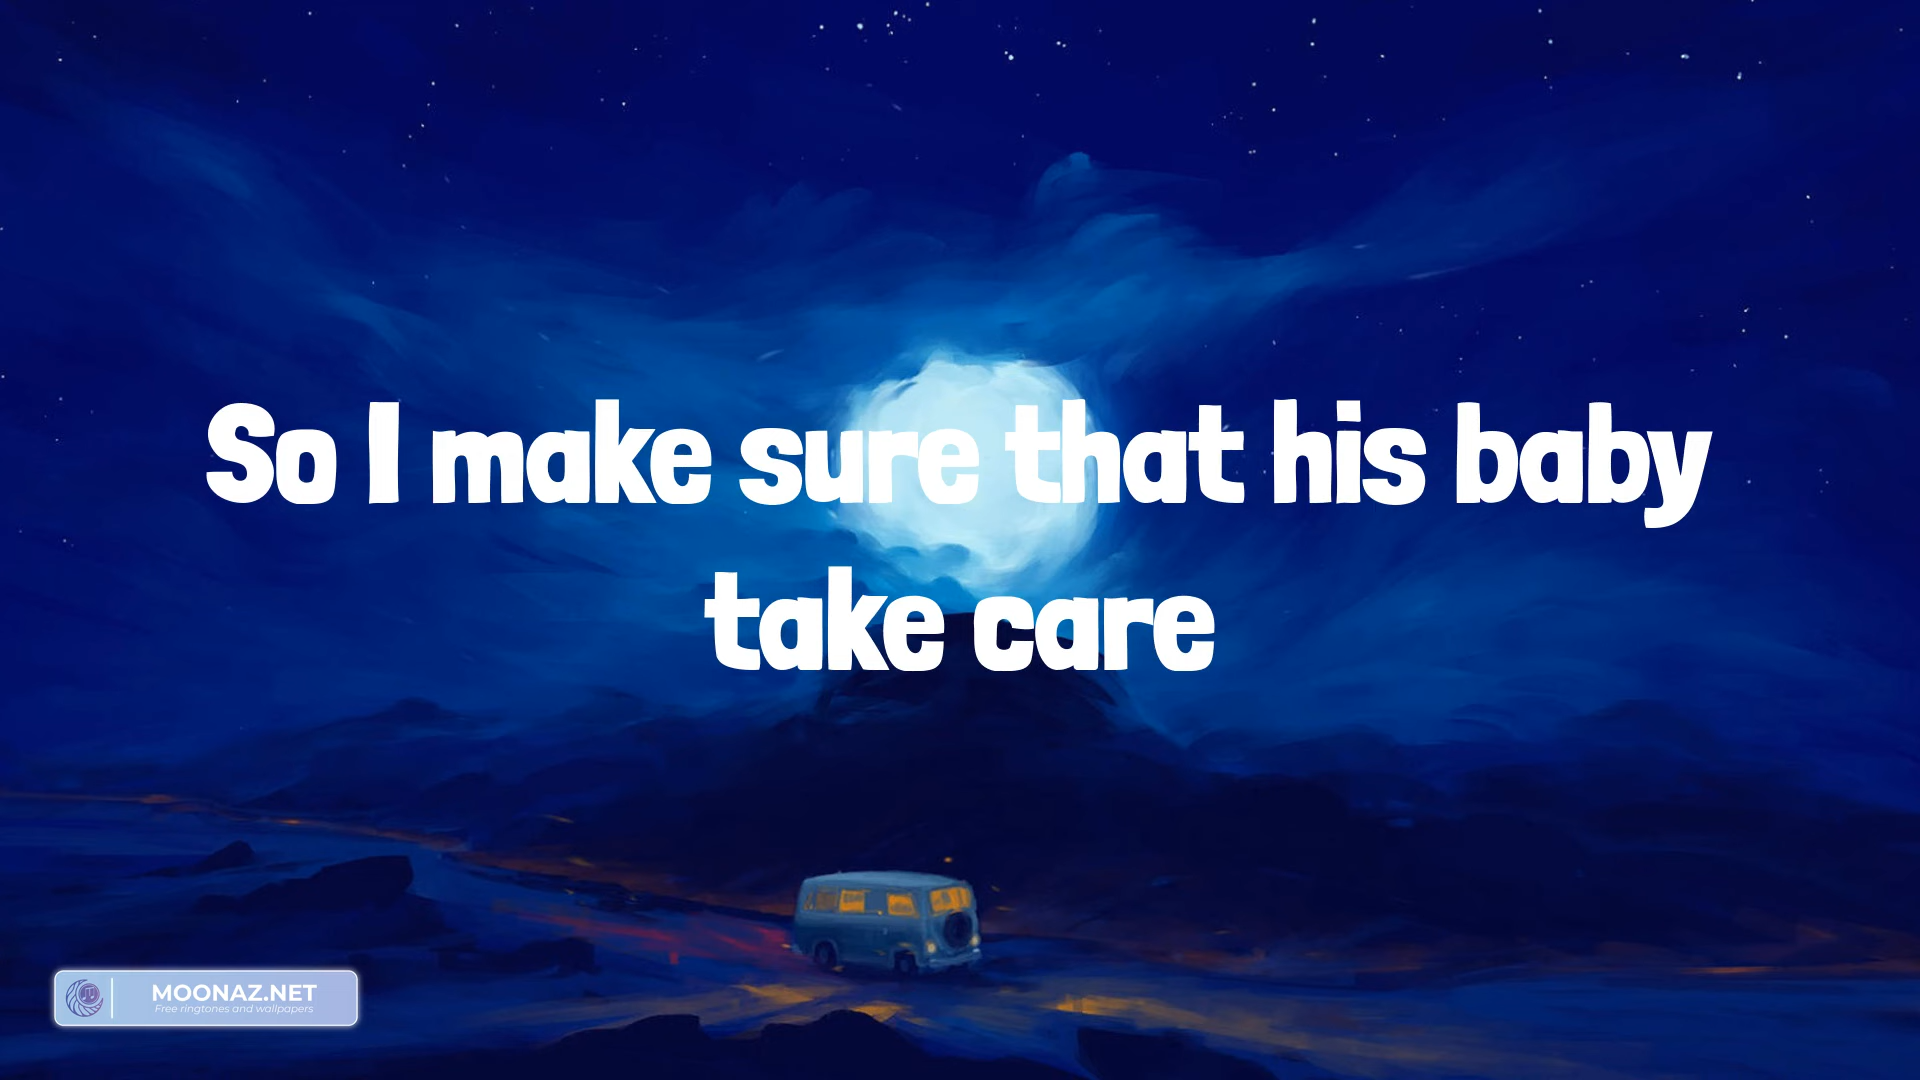 So I make sure that his baby
take care
MOONAZ.NET
Free ringtones and wallpapers